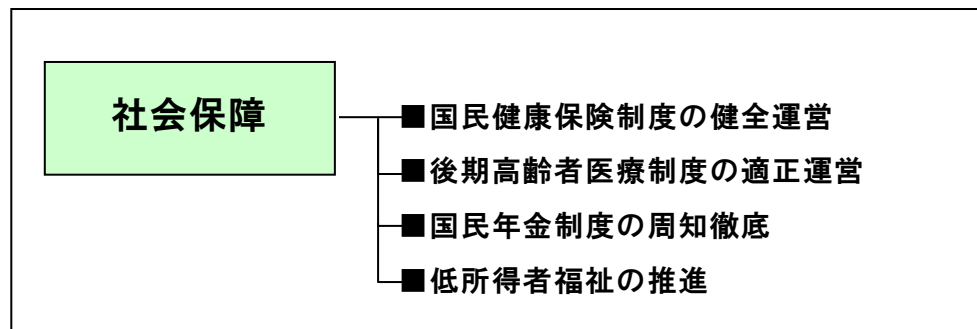 社会保障
■国民健康保険制度の健全運営
■後期高齢者医療制度の適正運営
■国民年金制度の周知徹底
■低所得者福祉の推進